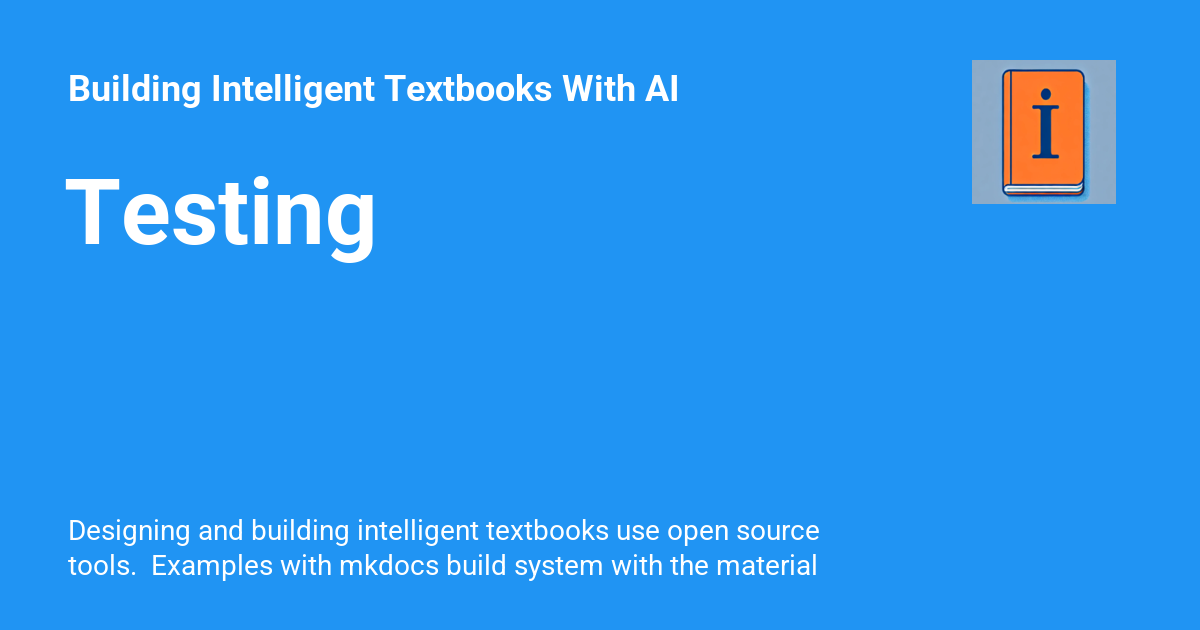 Building Intelligent Textbooks With AI
i
Testing
Designing and building intelligent textbooks use open source
tools.  Examples with mkdocs build system with the material